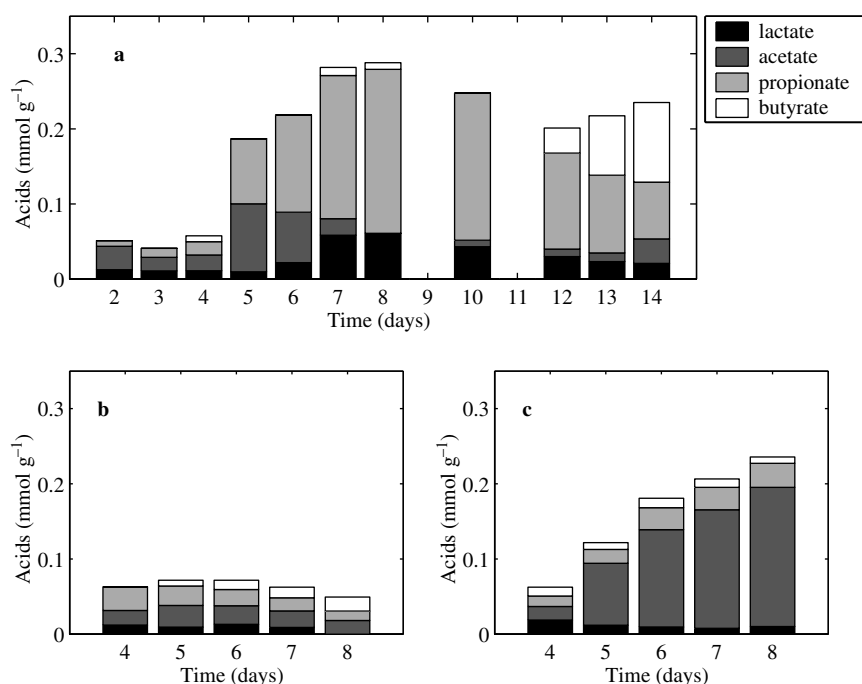 a
Acids (mmol g⁻¹)
0.3
0.2
0.1
0
2 3 4 5 6 7 8 9 10 11 12 13 14
Time (days)
lactate
acetate
propionate
butyrate
b
Acids (mmol g⁻¹)
0.3
0.2
0.1
0
4 5 6 7 8
Time (days)
c
Acids (mmol g⁻¹)
0.3
0.2
0.1
0
4 5 6 7 8
Time (days)